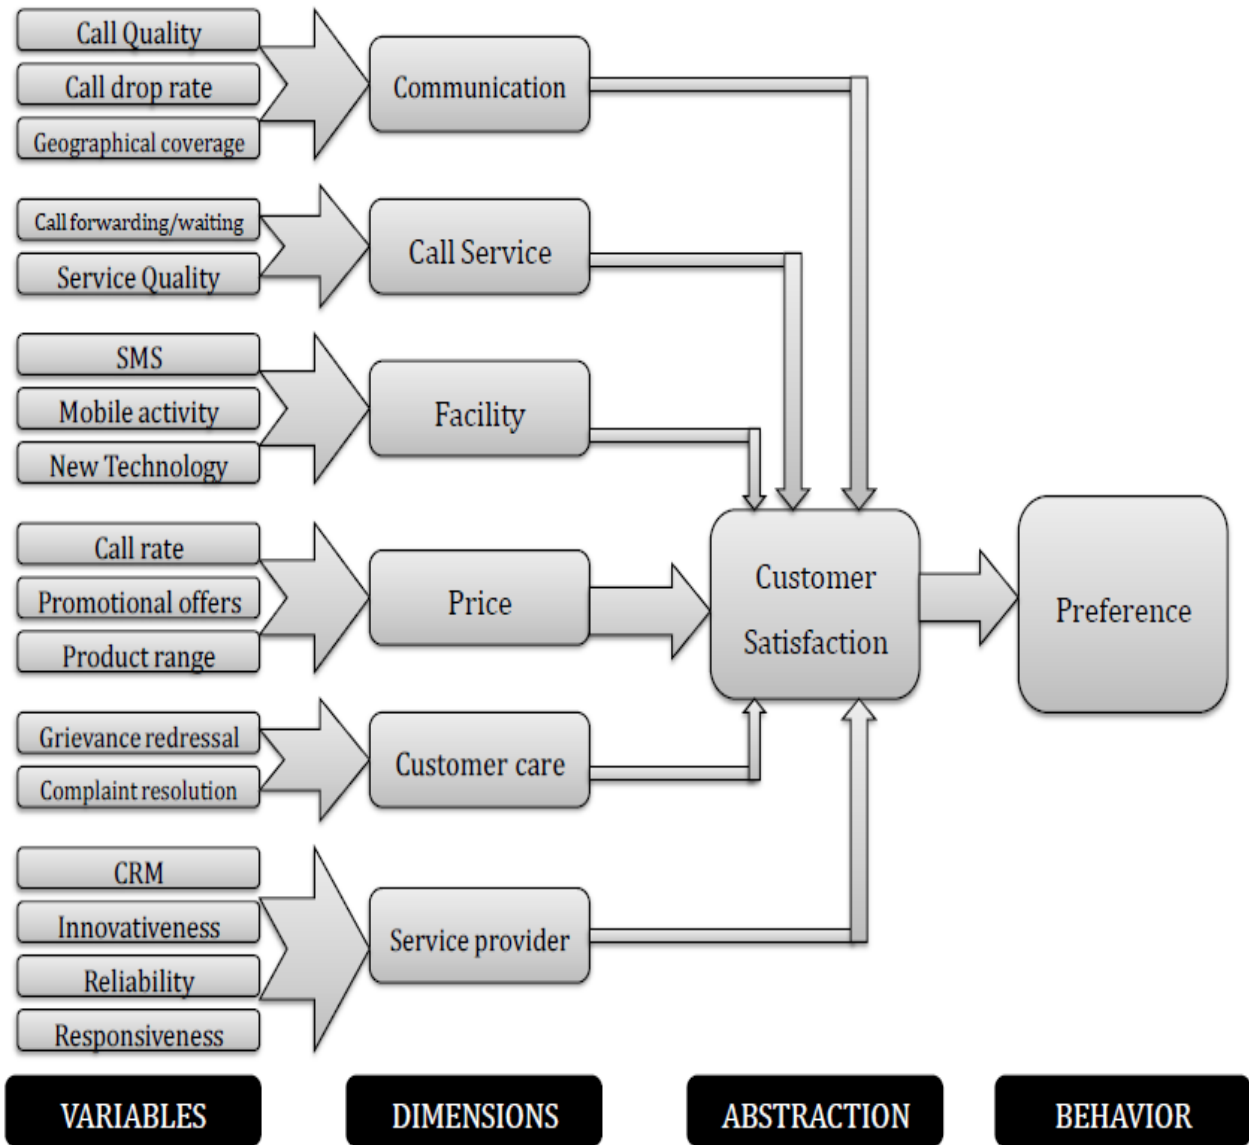 Call Quality
Call drop rate
Geographical coverage
Communication
Call forwarding/waiting
Service Quality
Call Service
SMS
Mobile activity
New Technology
Facility
Call rate
Promotional offers
Product range
Price
Customer
Satisfaction
Preference
Grievance redressal
Complaint resolution
Customer care
CRM
Innovativeness
Reliability
Responsiveness
Service provider
VARIABLES
DIMENSIONS
ABSTRACTION
BEHAVIOR